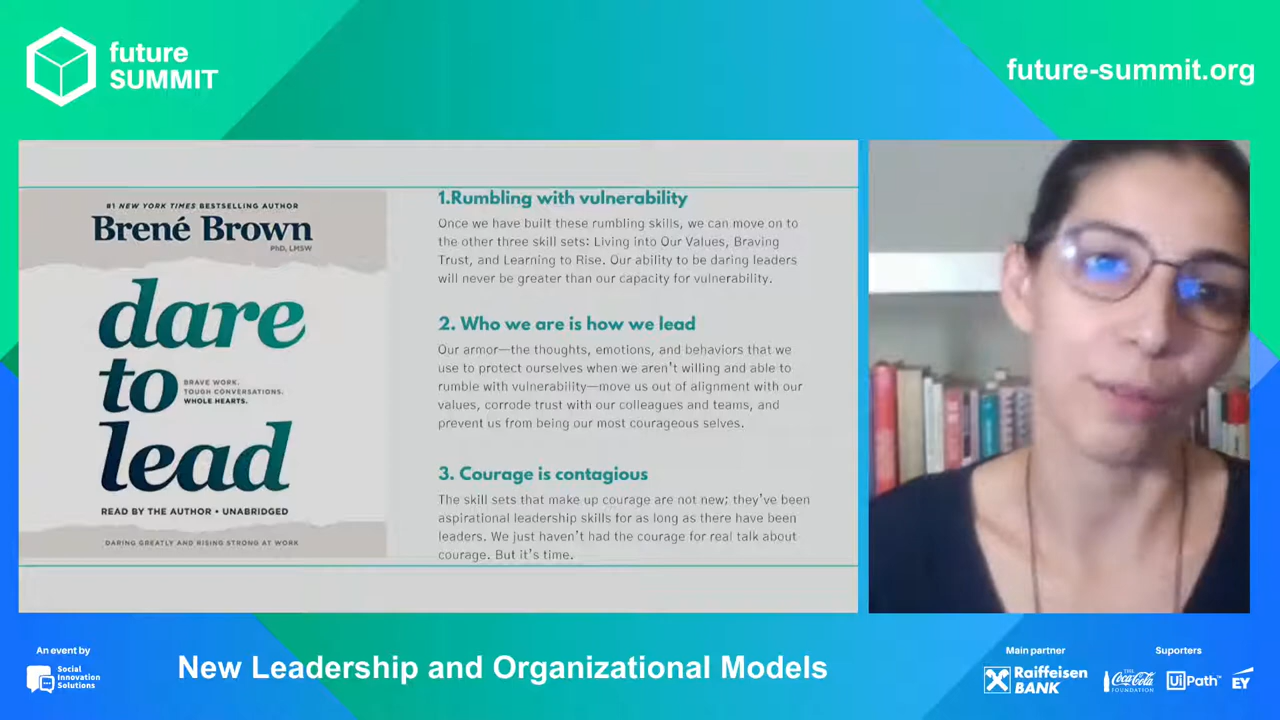 future
SUMMIT
future-summit.org
#1 NEW YORK TIMES BESTSELLING AUTHOR
Brené Brown
PhD, LMSW
dare
to
BRAVE WORK.
TOUGH CONVERSATIONS.
WHOLE HEARTS.
lead
READ BY THE AUTHOR • UNABRIDGED
DARING GREATLY AND RISING STRONG AT WORK
1.Rumbling with vulnerability
Once we have built these rumbling skills, we can move on to
the other three skill sets: Living into Our Values, Braving
Trust, and Learning to Rise. Our ability to be daring leaders
will never be greater than our capacity for vulnerability.
2. Who we are is how we lead
Our armor—the thoughts, emotions, and behaviors that we
use to protect ourselves when we aren't willing and able to
rumble with vulnerability—move us out of alignment with our
values, corrode trust with our colleagues and teams, and
prevent us from being our most courageous selves.
3. Courage is contagious
The skill sets that make up courage are not new; they've been
aspirational leadership skills for as long as there have been
leaders. We just haven't had the courage for real talk about
courage. But it's time.
An event by
Social
Innovation
Solutions
New Leadership and Organizational Models
Main partner
Raiffeisen
BANK
Supporters
THE
Coca-Cola
FOUNDATION
UiPath™
EY